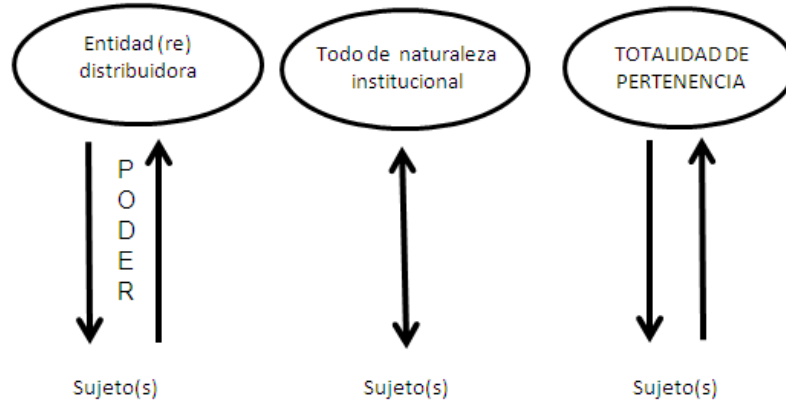 Entidad (re)
distribuidora
Todo de naturaleza
institucional
TOTALIDAD DE
PERTENENCIA
P
O
D
E
R
Sujeto(s)
Sujeto(s)
Sujeto(s)